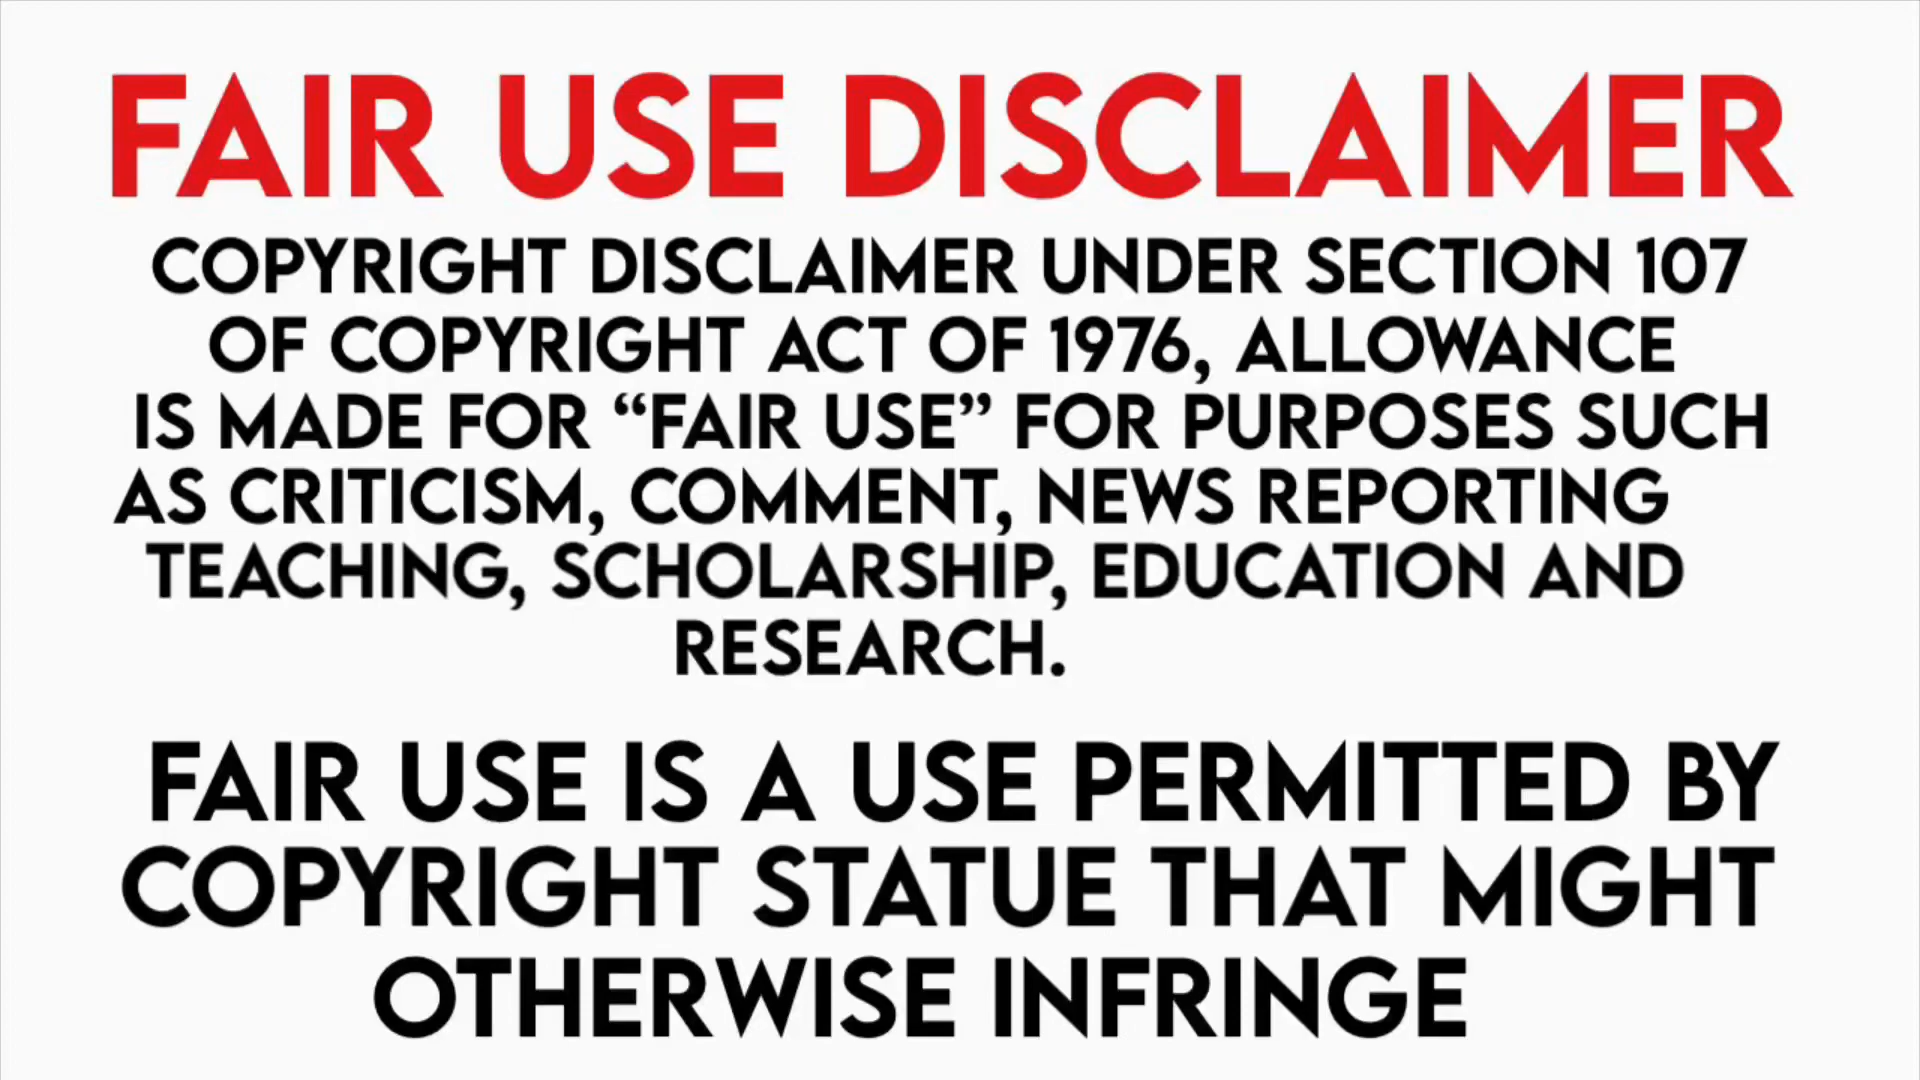 FAIR USE DISCLAIMER
COPYRIGHT DISCLAIMER UNDER SECTION 107
OF COPYRIGHT ACT OF 1976, ALLOWANCE
IS MADE FOR “FAIR USE” FOR PURPOSES SUCH
AS CRITICISM, COMMENT, NEWS REPORTING
TEACHING, SCHOLARSHIP, EDUCATION AND
RESEARCH.
FAIR USE IS A USE PERMITTED BY
COPYRIGHT STATUE THAT MIGHT
OTHERWISE INFRINGE